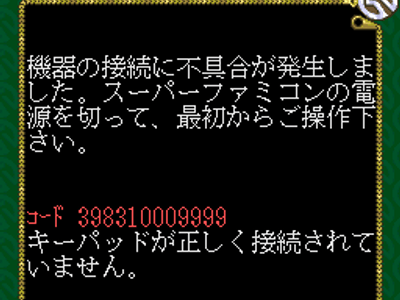 機器の接続に不具合が発生しま
した。スーパーファミコンの電
源を切って、最初からご操作下
さい。
コード 398310009999
キーパッドが正しく接続されて
いません。